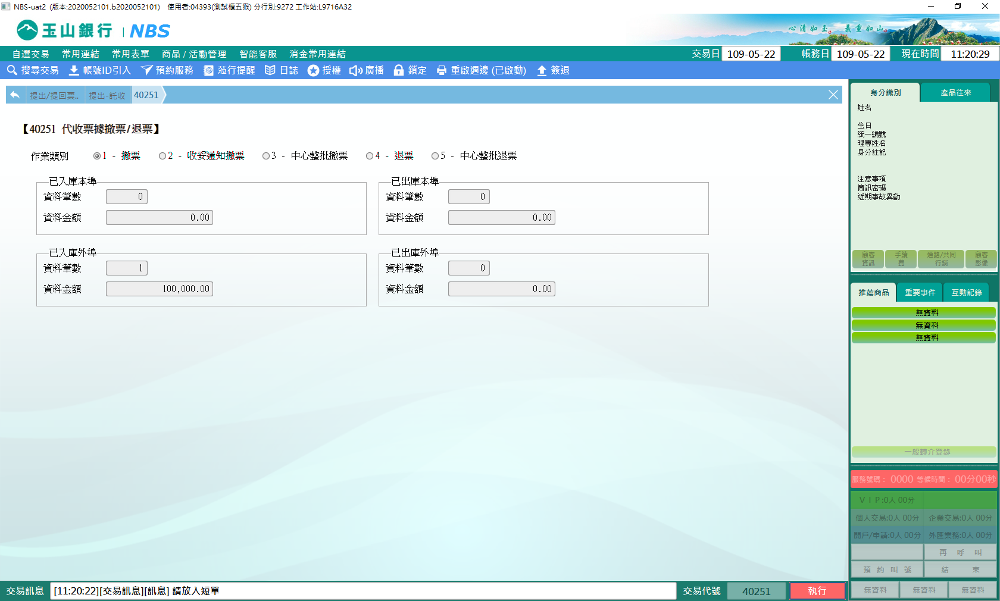 NBS-uat2 (版本:2020052101.b2020052101) 使用者:04393(測試櫃五猴) 分行別:9272 工作站:L9716A32
玉山銀行 | NBS
心清如玉。義重如山。
自選交易 常用連結 常用表單 商品 / 活動管理 智能客服 消金常用連結
交易日 109-05-22 帳務日 109-05-22 現在時間 11:20:29
搜尋交易 帳號ID引入 預約服務 蒞行提醒 日誌 授權 廣播 鎖定 重啟週邊 (已啟動) 簽退
提出/提回票.. 提出-託收 40251
【40251 代收票據撤票/退票】
作業類別 1 - 撤票 2 - 收妥通知撤票 3 - 中心整批撤票 4 - 退票 5 - 中心整批退票
已入庫本埠
資料筆數 0
資料金額 0.00
已出庫本埠
資料筆數 0
資料金額 0.00
已入庫外埠
資料筆數 1
資料金額 100,000.00
已出庫外埠
資料筆數 0
資料金額 0.00
身分識別 產品往來
姓名
生日
統一編號
理專姓名
身分註記
注意事項
簡訊密碼
近期事故異動
顧客資訊 手續費 通路/共同行銷 顧客影像
推薦商品 重要事件 互動記錄
無資料
無資料
無資料
一般轉介登錄
服務號碼： 0000 等候時間： 00分00秒
ＶＩＰ:0人 00分
個人交易:0人 00分 企業交易:0人 00分
開戶/申請:0人 00分 外匯業務:0人 00分
再 呼 叫
預 約 叫 號 結 束
無資料 無資料 無資料
交易訊息 [11:20:22][交易訊息][訊息] 請放入短單
交易代號 40251 執行